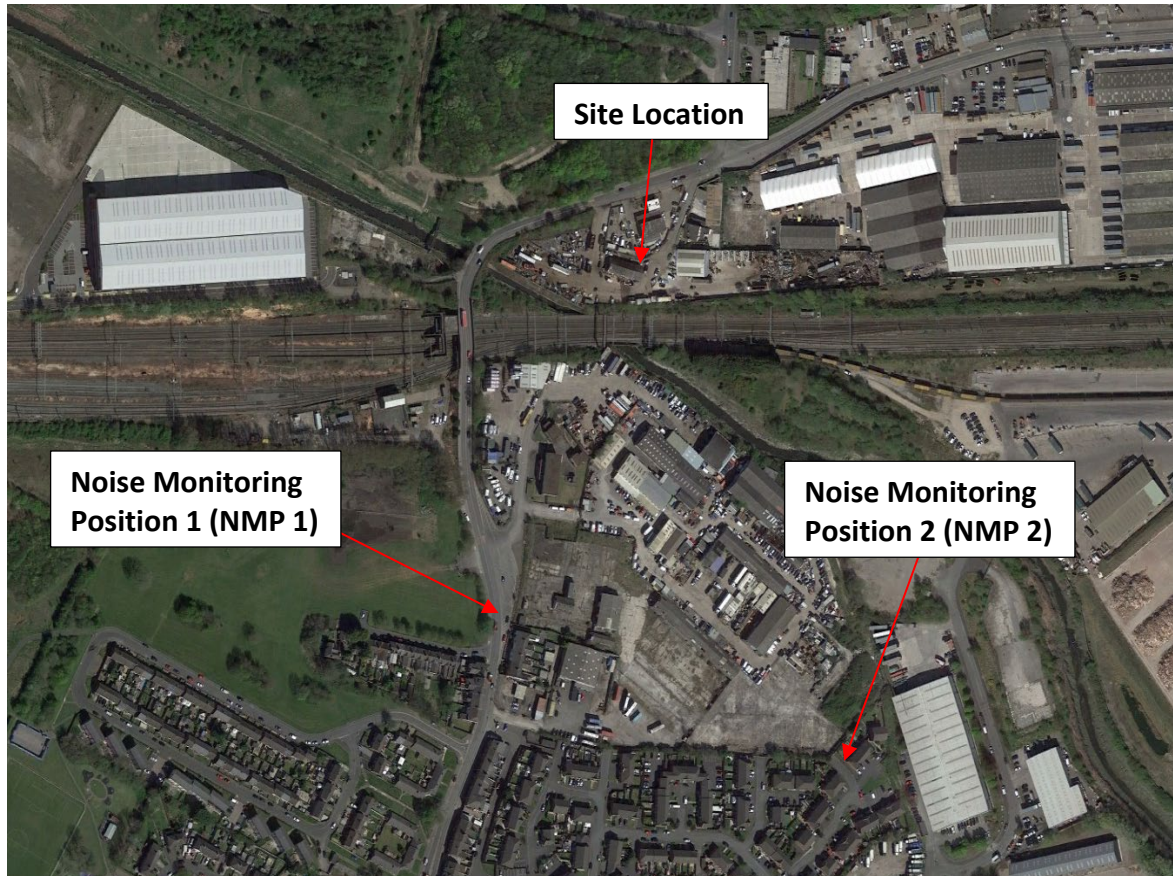 Site Location
Noise Monitoring
Position 1 (NMP 1)
Noise Monitoring
Position 2 (NMP 2)